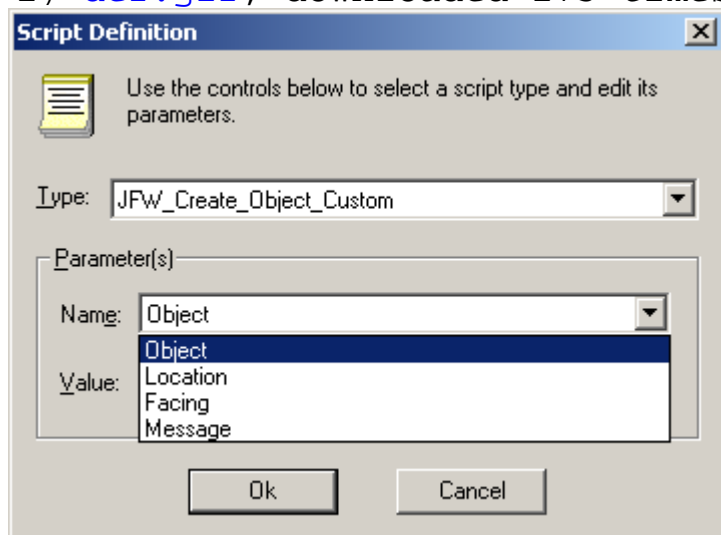 Script Definition
Use the controls below to select a script type and edit its
parameters.
Type: JFW_Create_Object_Custom
Parameter(s)
Name: Object
Object
Value: Location
Facing
Message
Ok Cancel